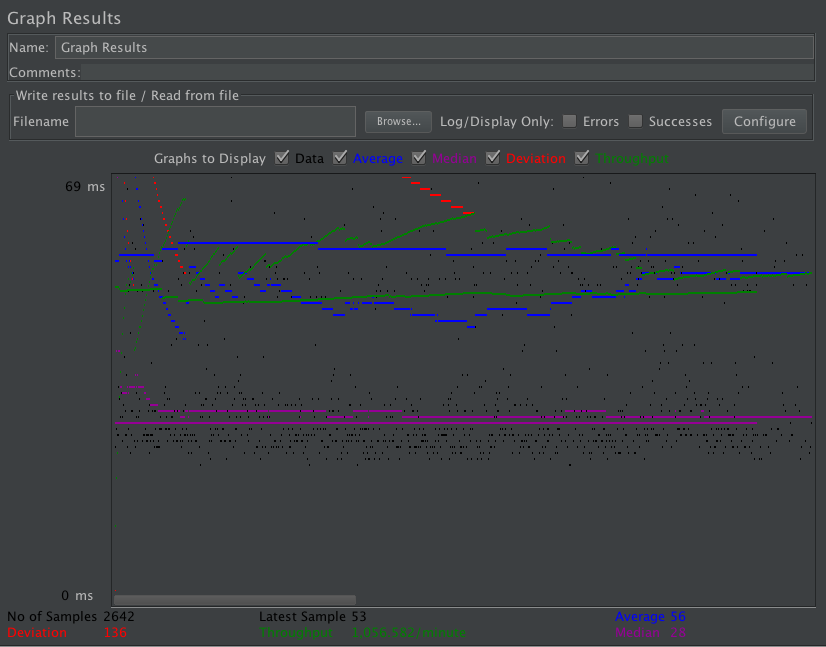 Graph Results
Name: Graph Results
Comments:
Write results to file / Read from file
Filename Browse... Log/Display Only: Errors Successes Configure
Graphs to Display Data Average Median Deviation Throughput
69 ms
0 ms
No of Samples 2642 Latest Sample 53 Average 56
Deviation 136 Throughput 1,056.582/minute Median 28